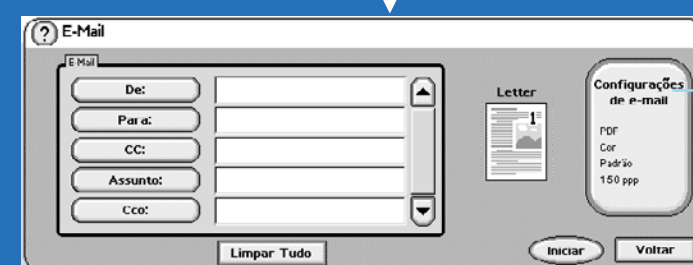 ? E-Mail
E Mail
De:
Para:
CC:
Assunto:
Cco:
Limpar Tudo
Letter
1
Configurações
de e-mail
PDF
Cor
Padrão
150 ppp
Iniciar
Voltar